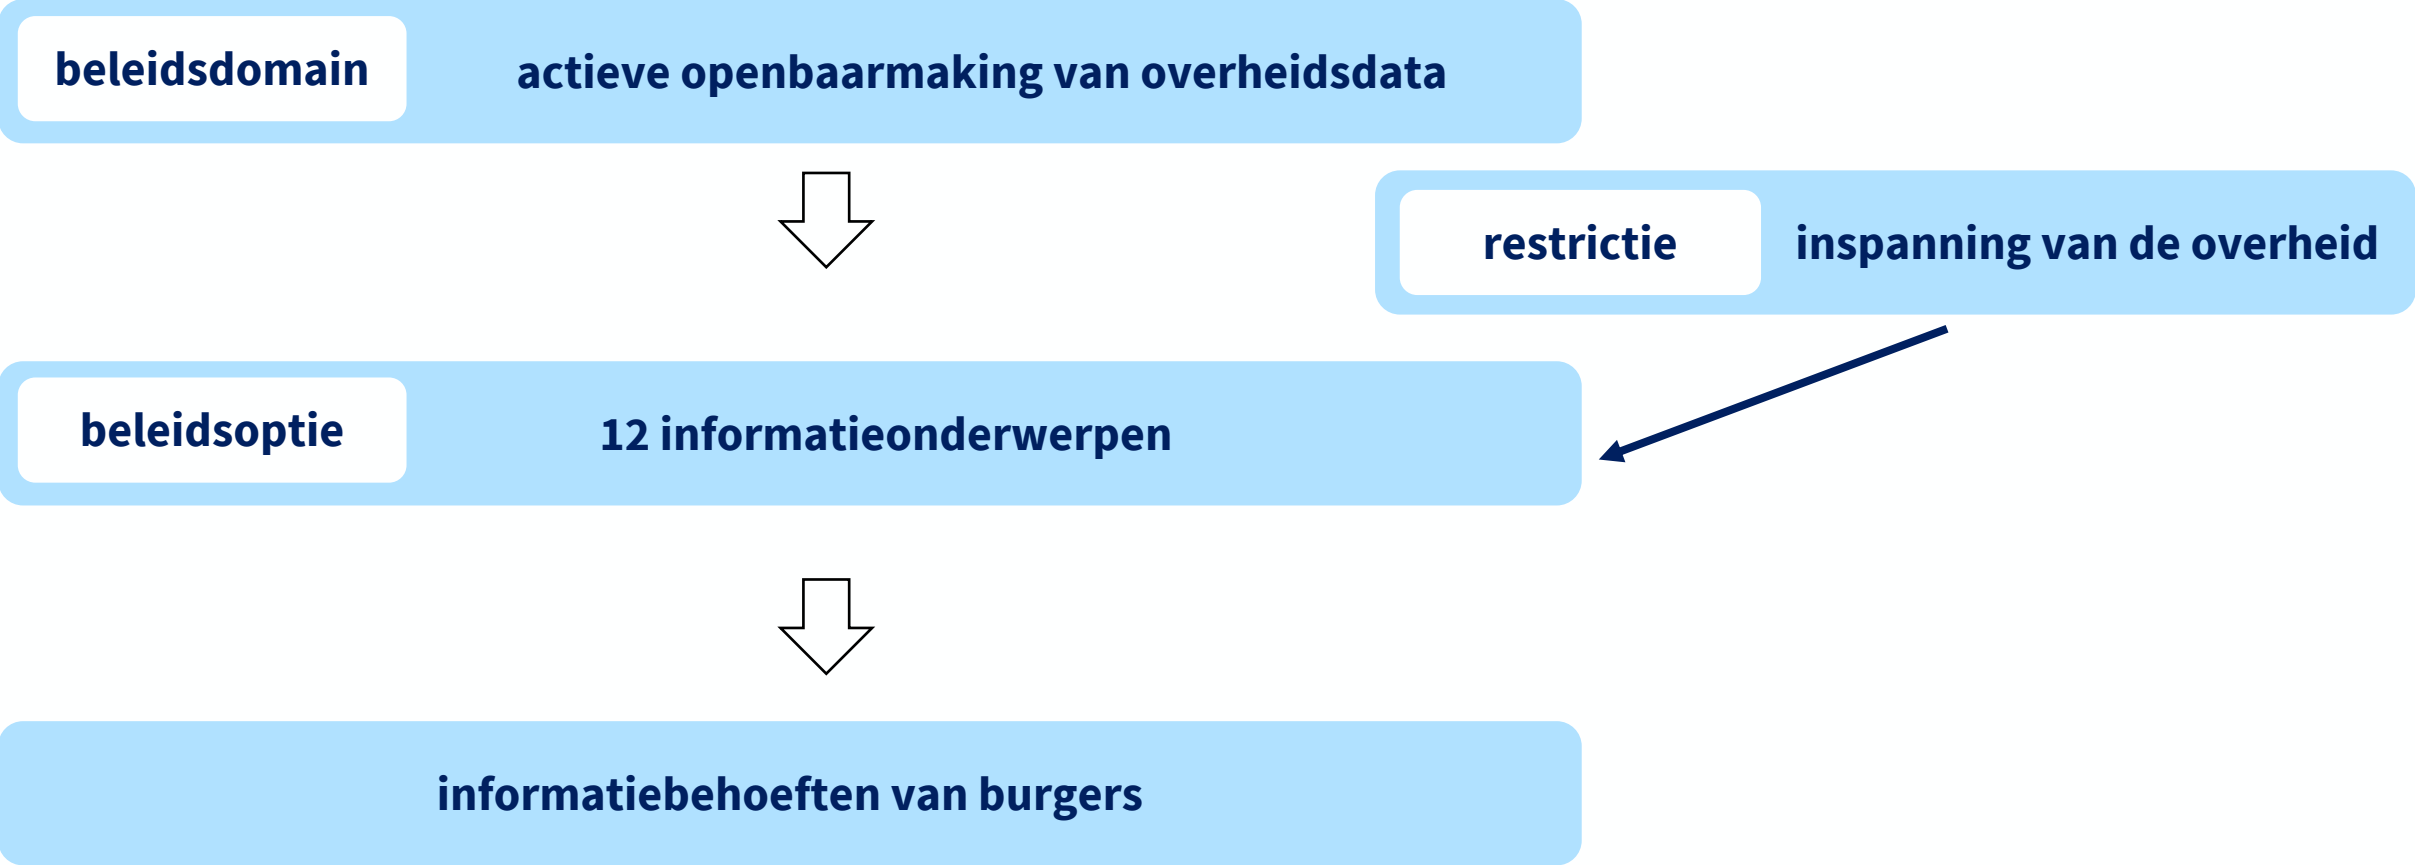 beleidsdomain
actieve openbaarmaking van overheidsdata
restrictie
inspanning van de overheid
beleidsoptie
12 informatieonderwerpen
informatiebehoeften van burgers